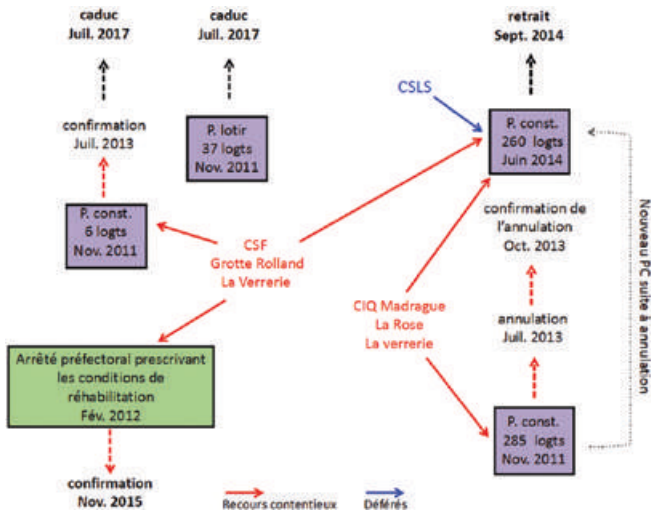 caduc
Juil. 2017
caduc
Juil. 2017
retrait
Sept. 2014
CSLS
confirmation
Juil. 2013
P. lotir
37 logts
Nov. 2011
P. const.
260 logts
Juin 2014
P. const.
6 logts
Nov. 2011
CSF
Grotte Rolland
La Verrerie
confirmation de
l'annulation
Oct. 2013
Nouveau PC suite à annulation
CIQ Madrague
La Rose
La verrerie
annulation
Juil. 2013
Arrêté préfectoral prescrivant
les conditions de
réhabilitation
Fév. 2012
P. const.
285 logts
Nov. 2011
confirmation
Nov. 2015
Recours contentieux
Déférés